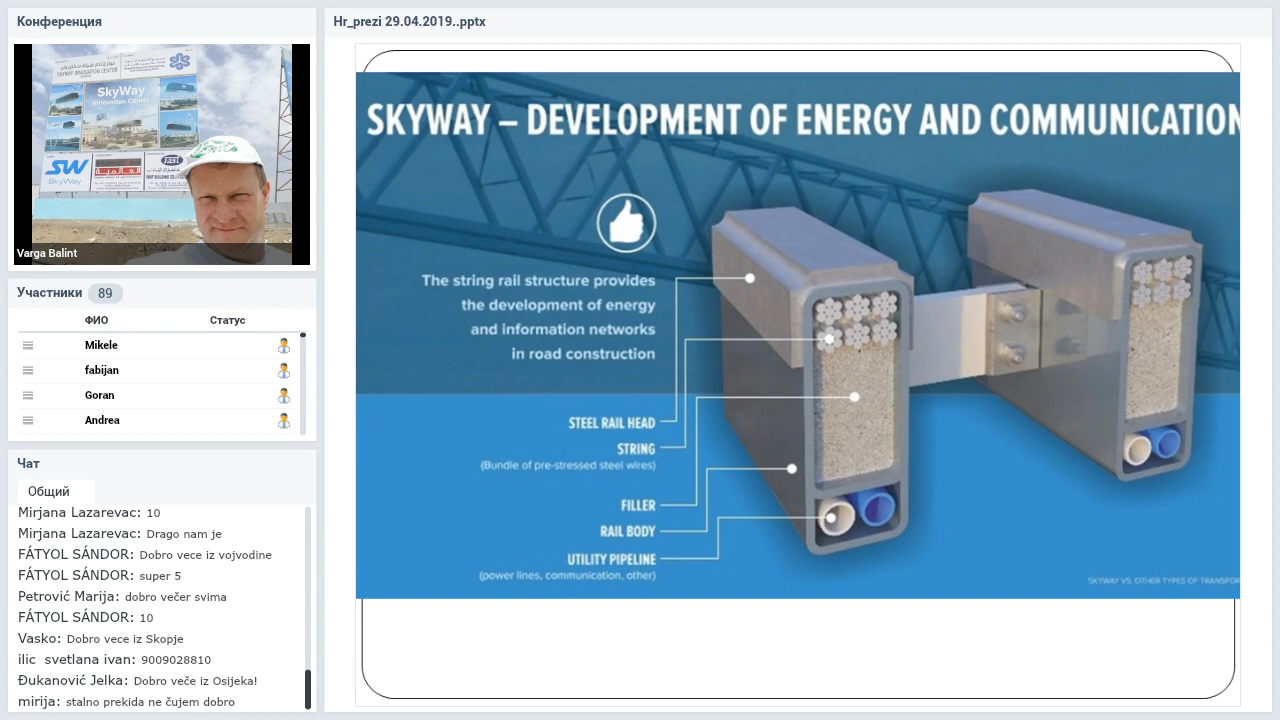 Конференция
SKYWAY INNOVATION CENTER
SkyWay
Innovation Center
SW
SkyWay
Varga Balint
Участники 89
ФИО Статус
Mikele
fabijan
Goran
Andrea
Чат
Общий
Mirjana Lazarevac: 10
Mirjana Lazarevac: Drago nam je
FÁTYOL SÁNDOR: Dobro vece iz vojvodine
FÁTYOL SÁNDOR: super 5
Petrović Marija: dobro večer svima
FÁTYOL SÁNDOR: 10
Vasko: Dobro vece iz Skopje
ilic svetlana ivan: 9009028810
Đukanović Jelka: Dobro veče iz Osijeka!
mirija: stalno prekida ne čujem dobro
Hr_prezi 29.04.2019..pptx
SKYWAY – DEVELOPMENT OF ENERGY AND COMMUNICATION
The string rail structure provides
the development of energy
and information networks
in road construction
STEEL RAIL HEAD
STRING
(Bundle of pre-stressed steel wires)
FILLER
RAIL BODY
UTILITY PIPELINE
(power lines, communication, other)
SKYWAY VS. OTHER TYPES OF TRANSPOR